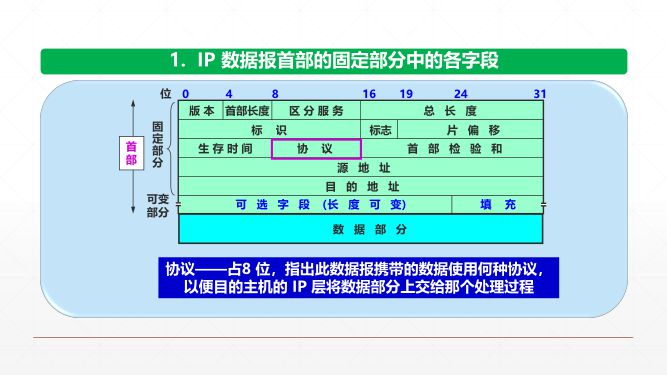 1. IP 数据报首部的固定部分中的各字段
位 0 4 8 16 19 24 31
版 本 首部长度 区 分 服 务 总 长 度
标 识 标志 片 偏 移
生 存 时 间 协 议 首 部 检 验 和
源 地 址
目 的 地 址
可 选 字 段 (长 度 可 变) 填 充
数 据 部 分
首部
固定部分
可变
部分
协议——占8 位，指出此数据报携带的数据使用何种协议，
以便目的主机的 IP 层将数据部分上交给那个处理过程